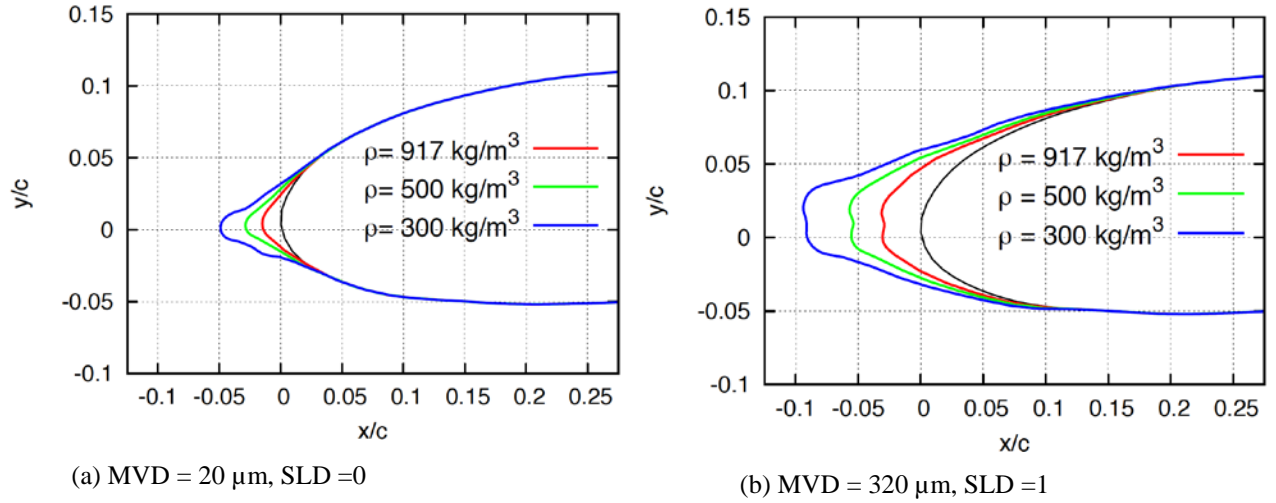 0.15
0.1
0.05
0
-0.05
-0.1
y/c
ρ= 917 kg/m³
ρ= 500 kg/m³
ρ= 300 kg/m³
-0.1 -0.05 0 0.05 0.1 0.15 0.2 0.25
x/c
(a) MVD = 20 µm, SLD =0
0.15
0.1
0.05
0
-0.05
-0.1
y/c
ρ = 917 kg/m³
ρ = 500 kg/m³
ρ = 300 kg/m³
-0.1 -0.05 0 0.05 0.1 0.15 0.2 0.25
x/c
(b) MVD = 320 µm, SLD =1